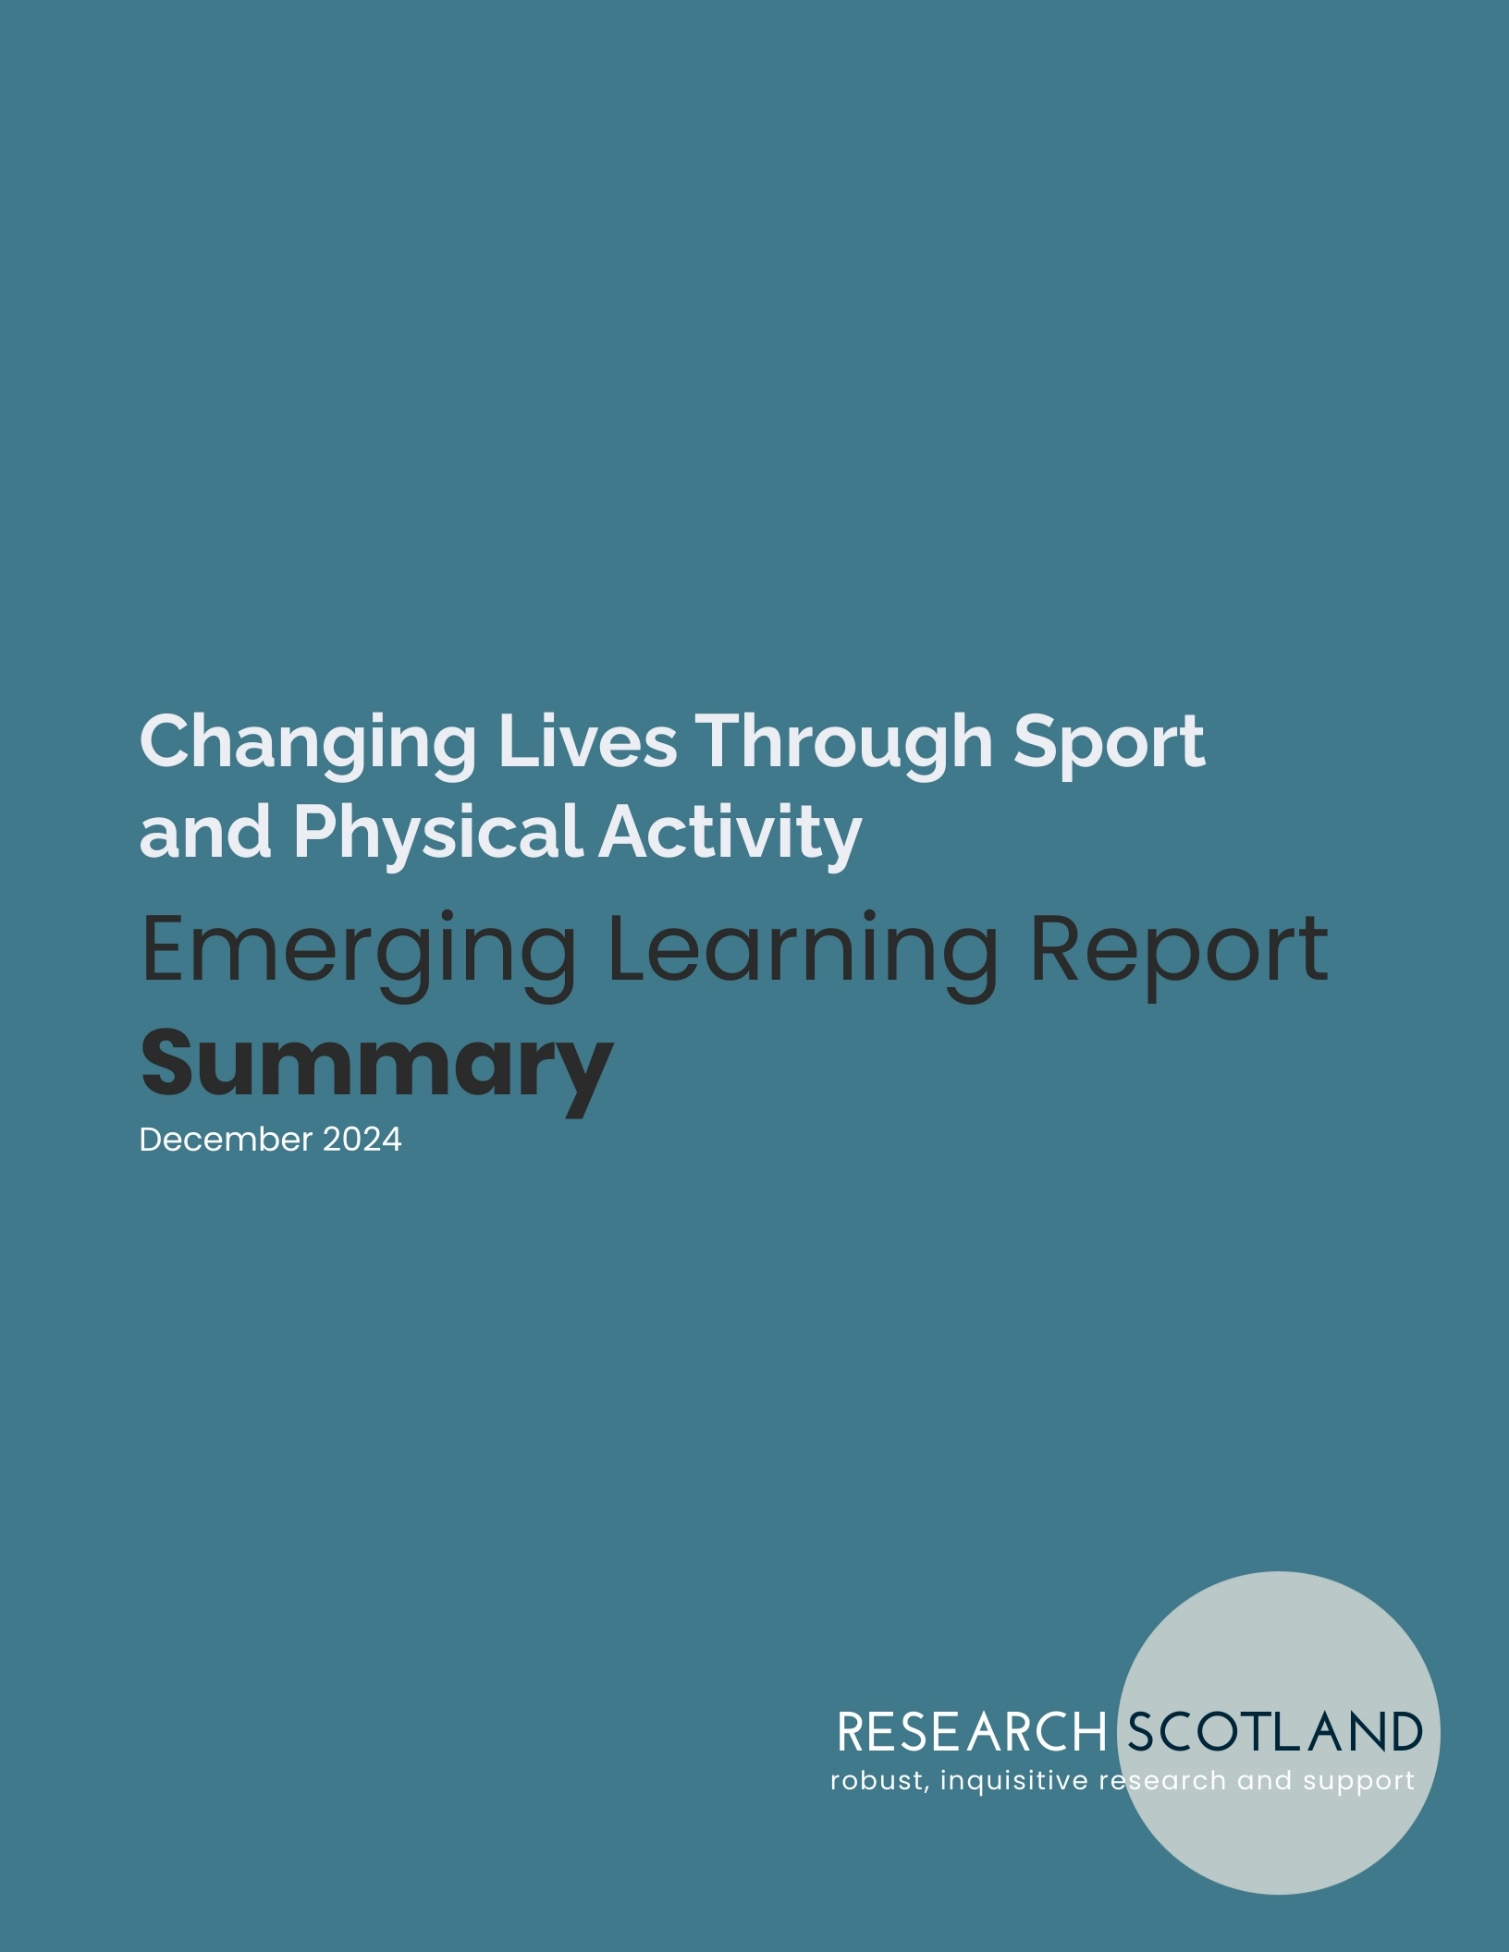 Changing Lives Through Sport
and Physical Activity
Emerging Learning Report
Summary
December 2024
RESEARCH SCOTLAND
robust, inquisitive research and support